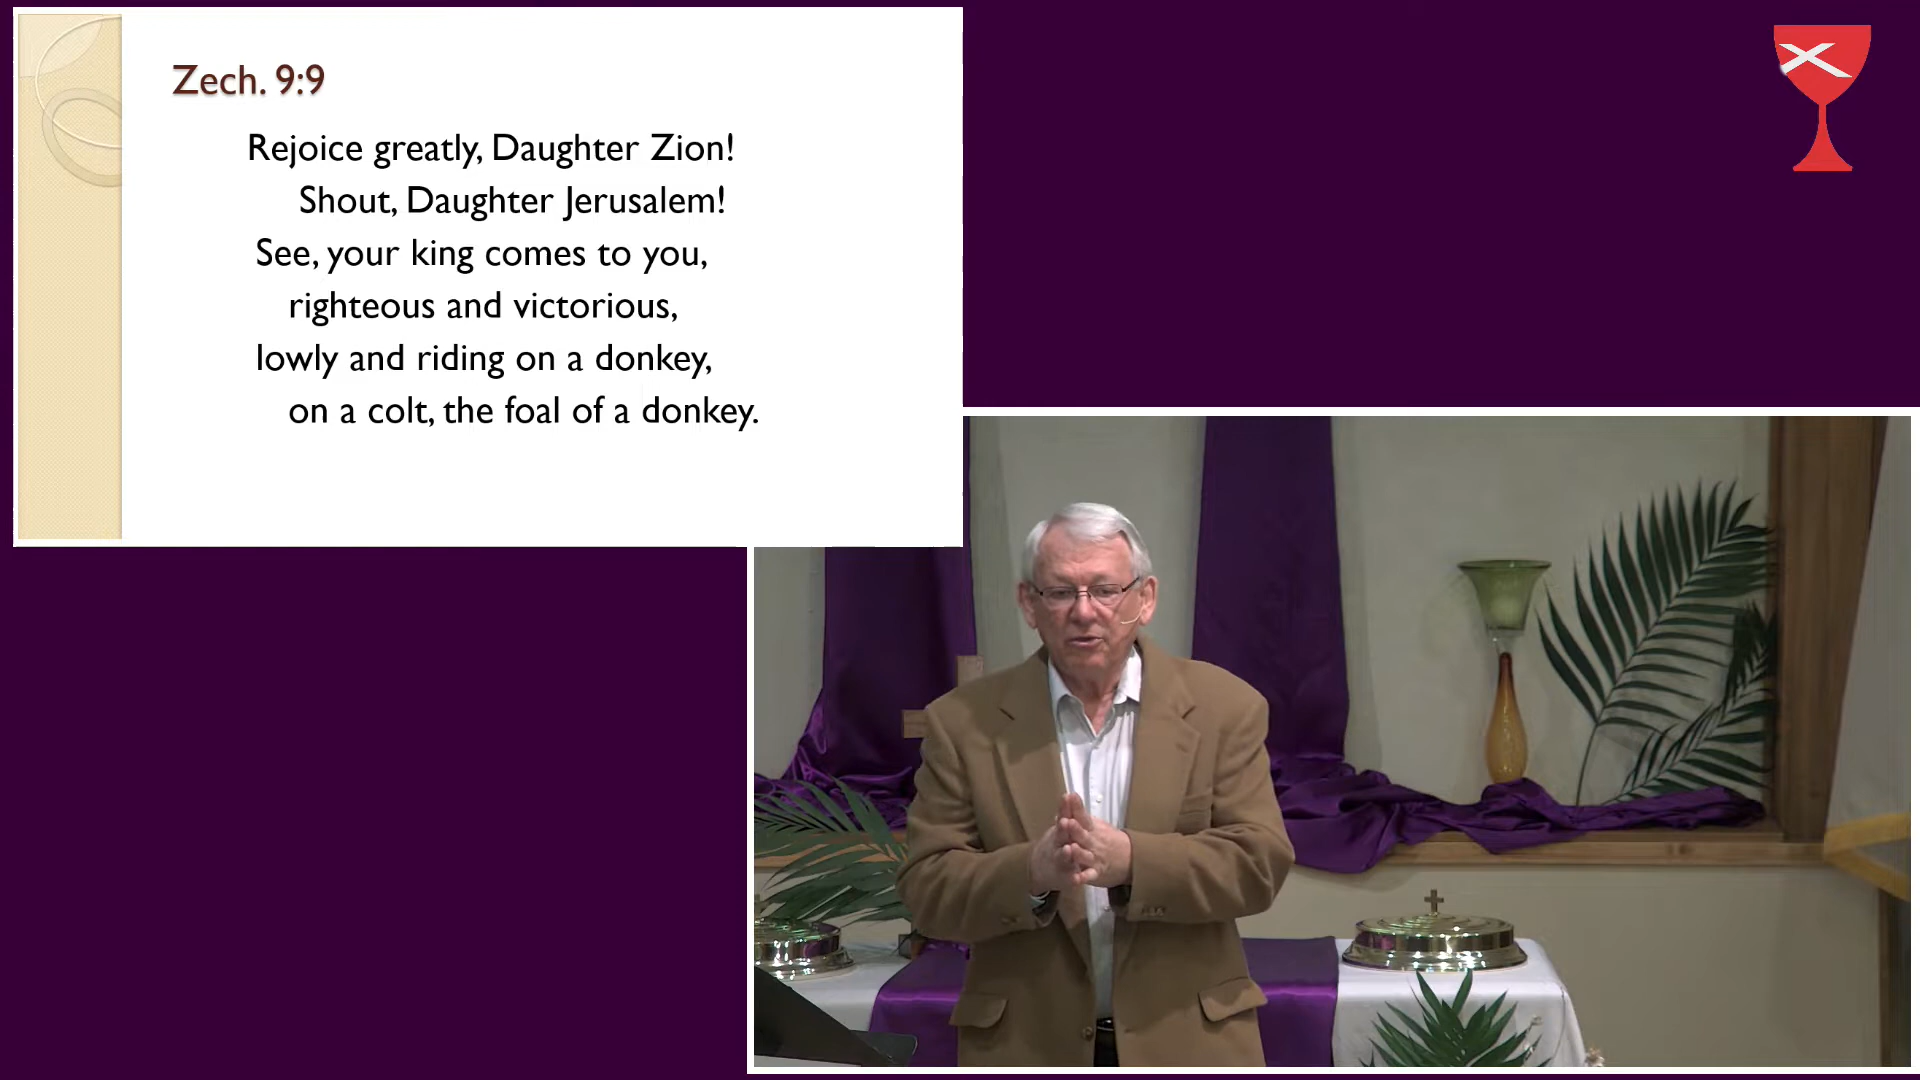 Zech. 9:9
Rejoice greatly, Daughter Zion!
Shout, Daughter Jerusalem!
See, your king comes to you,
righteous and victorious,
lowly and riding on a donkey,
on a colt, the foal of a donkey.